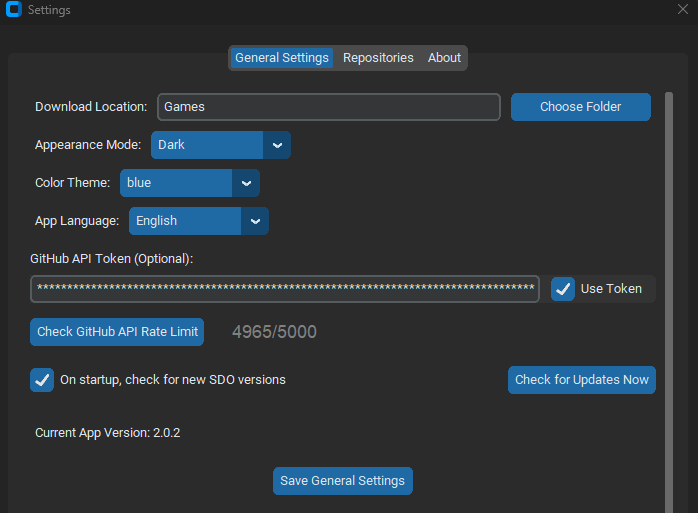 Settings
General Settings Repositories About
Download Location: Games Choose Folder
Appearance Mode: Dark
Color Theme: blue
App Language: English
GitHub API Token (Optional):
************************************************************************************* Use Token
Check GitHub API Rate Limit 4965/5000
On startup, check for new SDO versions Check for Updates Now
Current App Version: 2.0.2
Save General Settings